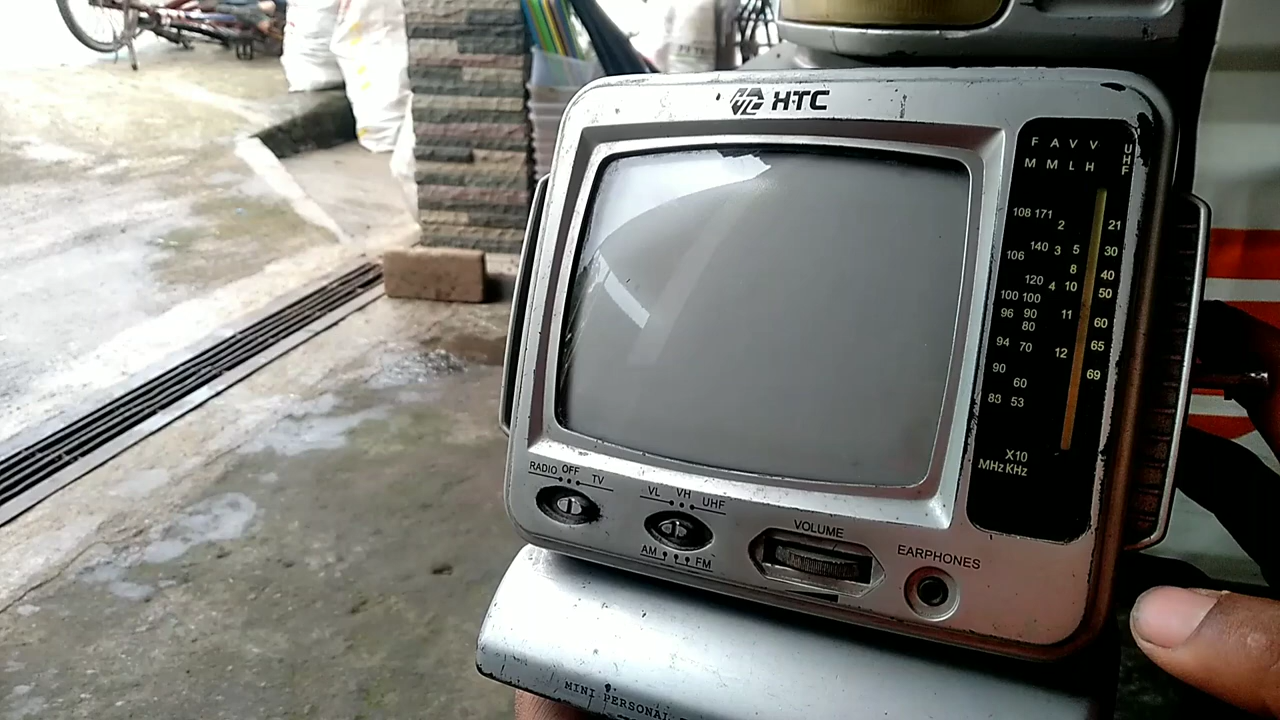 HTC
F A V V UHF
M M L H
108 171 2 21
106 140 3 5 30
120 8 40
4 10 50
100 100
96 90 11 60
80
94 70 12 65
90 69
60
83 53
X10
MHz KHz
RADIO OFF TV
VL VH UHF
AM FM
VOLUME
EARPHONES
MINI PERSONAL